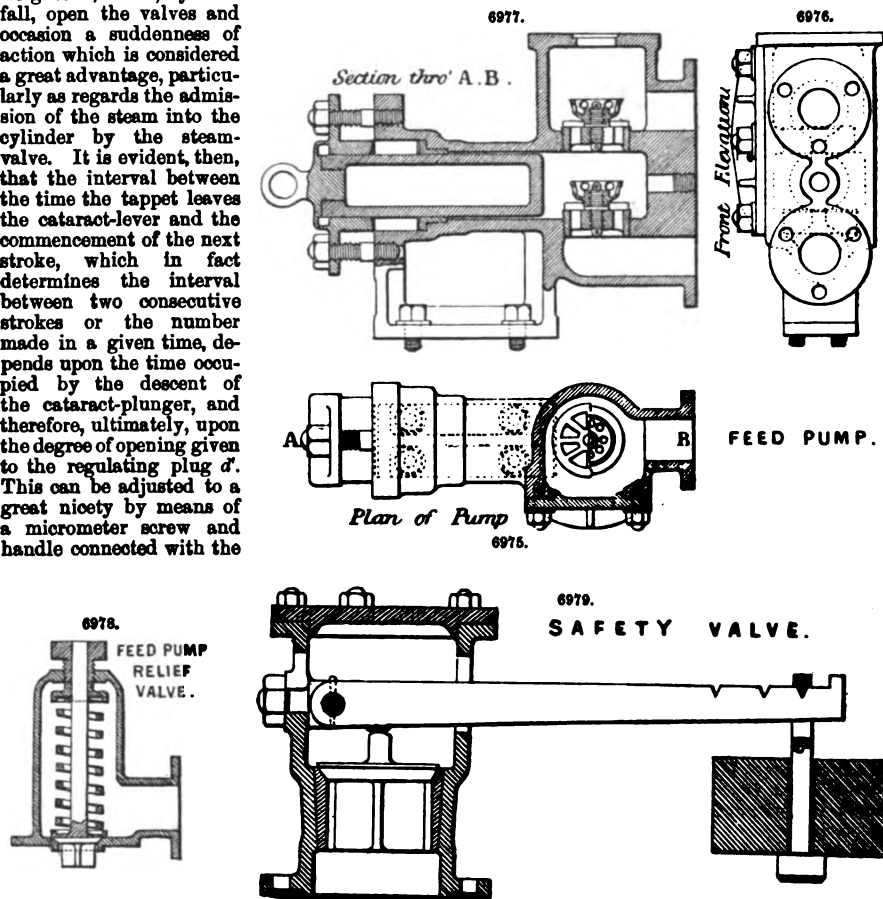 fall, open the valves and
occasion a suddenness of
action which is considered
a great advantage, particu-
larly as regards the admis-
sion of the steam into the
cylinder by the steam-
valve. It is evident, then,
that the interval between
the time the tappet leaves
the cataract-lever and the
commencement of the next
stroke, which in fact
determines the interval
between two consecutive
strokes or the number
made in a given time, de-
pends upon the time occu-
pied by the descent of
the cataract-plunger, and
therefore, ultimately, upon
the degree of opening given
to the regulating plug d'.
This can be adjusted to a
great nicety by means of
a micrometer screw and
handle connected with the
6977.
Section thro' A.B.
6976.
Front Elevation
A
B
FEED PUMP.
Plan of Pump
6975.
6978.
FEED PUMP
RELIEF
VALVE.
6979.
SAFETY VALVE.